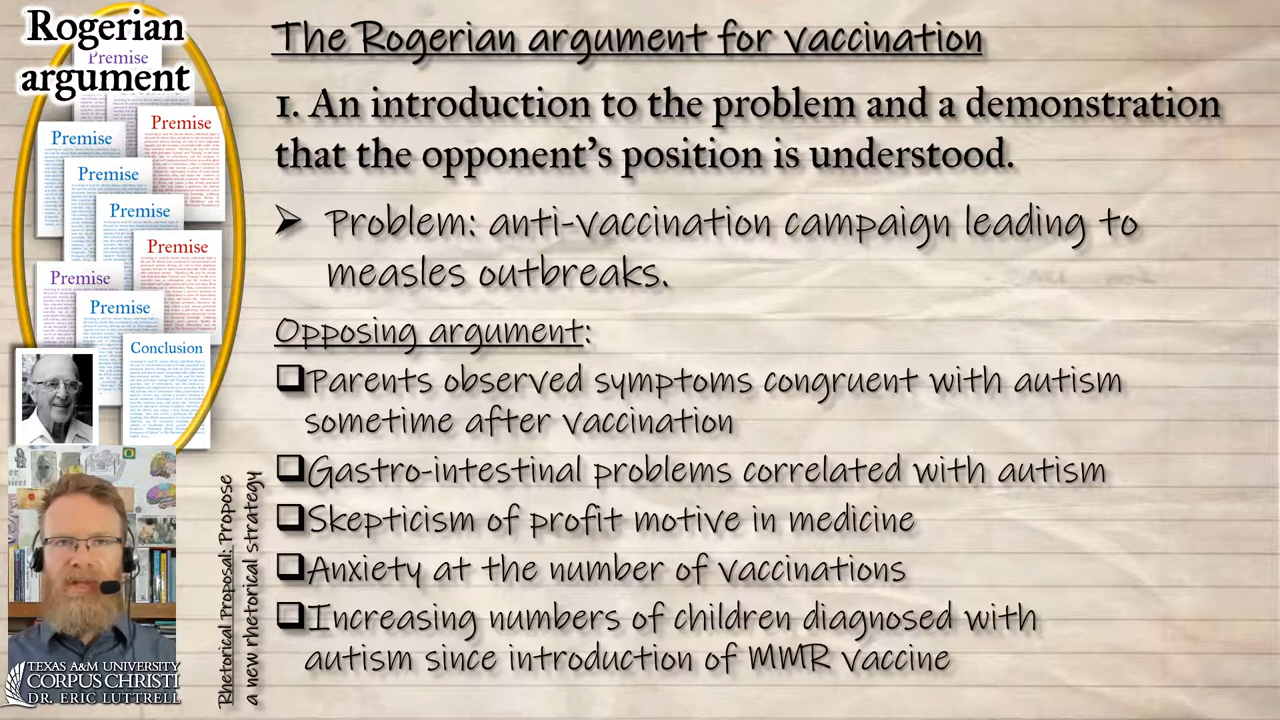 Rogerian
Premise
argument
Premise
Premise
Premise
Premise
Premise
Premise
Premise
Conclusion
TEXAS A&M UNIVERSITY
CORPUS CHRISTI
DR. ERIC LUTTRELL
Rhetorical Proposal: Propose
a new rhetorical strategy
The Rogerian argument for vaccination
1. An introduction to the problem and a demonstration
that the opponent's position is understood.
➤ Problem: anti-vaccination campaign leading to
measles outbreaks.
Opposing argument:
❑Parents observe symptoms congruent with autism
sometime after vaccination
❑Gastro-intestinal problems correlated with autism
❑Skepticism of profit motive in medicine
❑Anxiety at the number of vaccinations
❑Increasing numbers of children diagnosed with
autism since introduction of MMR vaccine